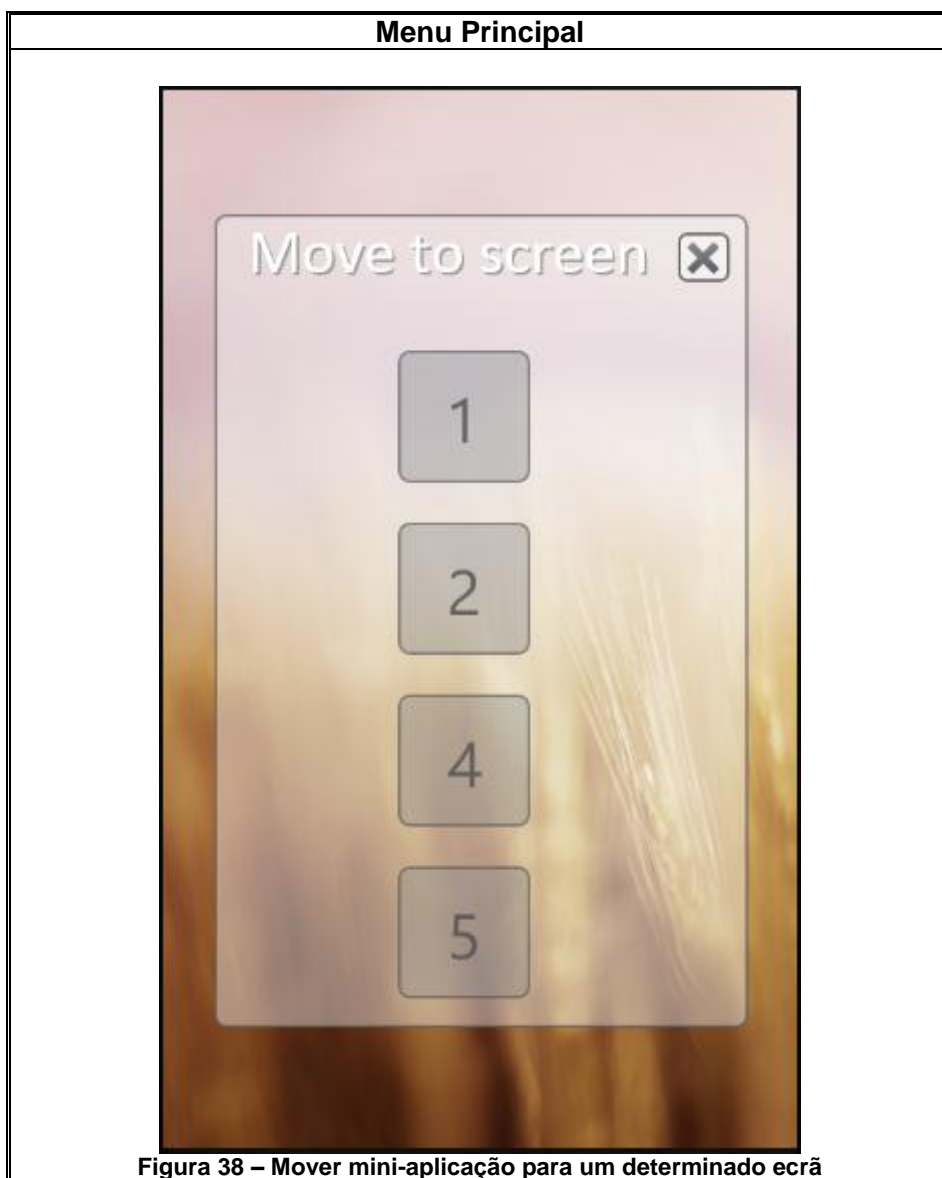 Menu Principal
Move to screen
1
2
4
5
Figura 38 – Mover mini-aplicação para um determinado ecrã